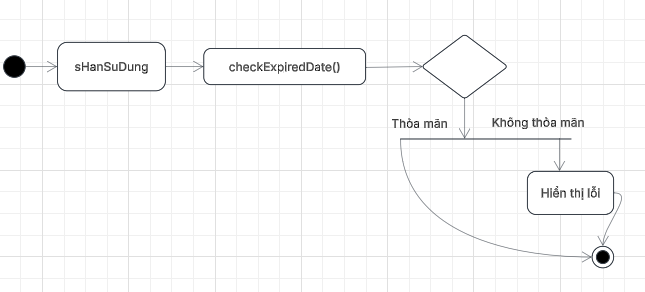 sHanSuDung
checkExpiredDate()
Thỏa mãn
Không thỏa mãn
Hiển thị lỗi